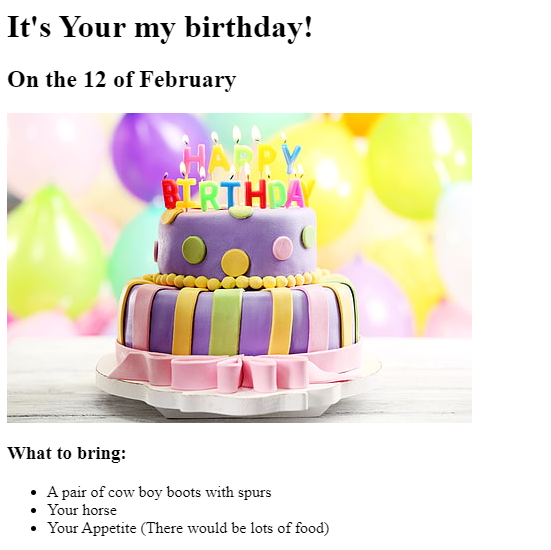 It's Your my birthday!
On the 12 of February
HAPPY
BIRTHDAY
What to bring:
A pair of cow boy boots with spurs
Your horse
Your Appetite (There would be lots of food)